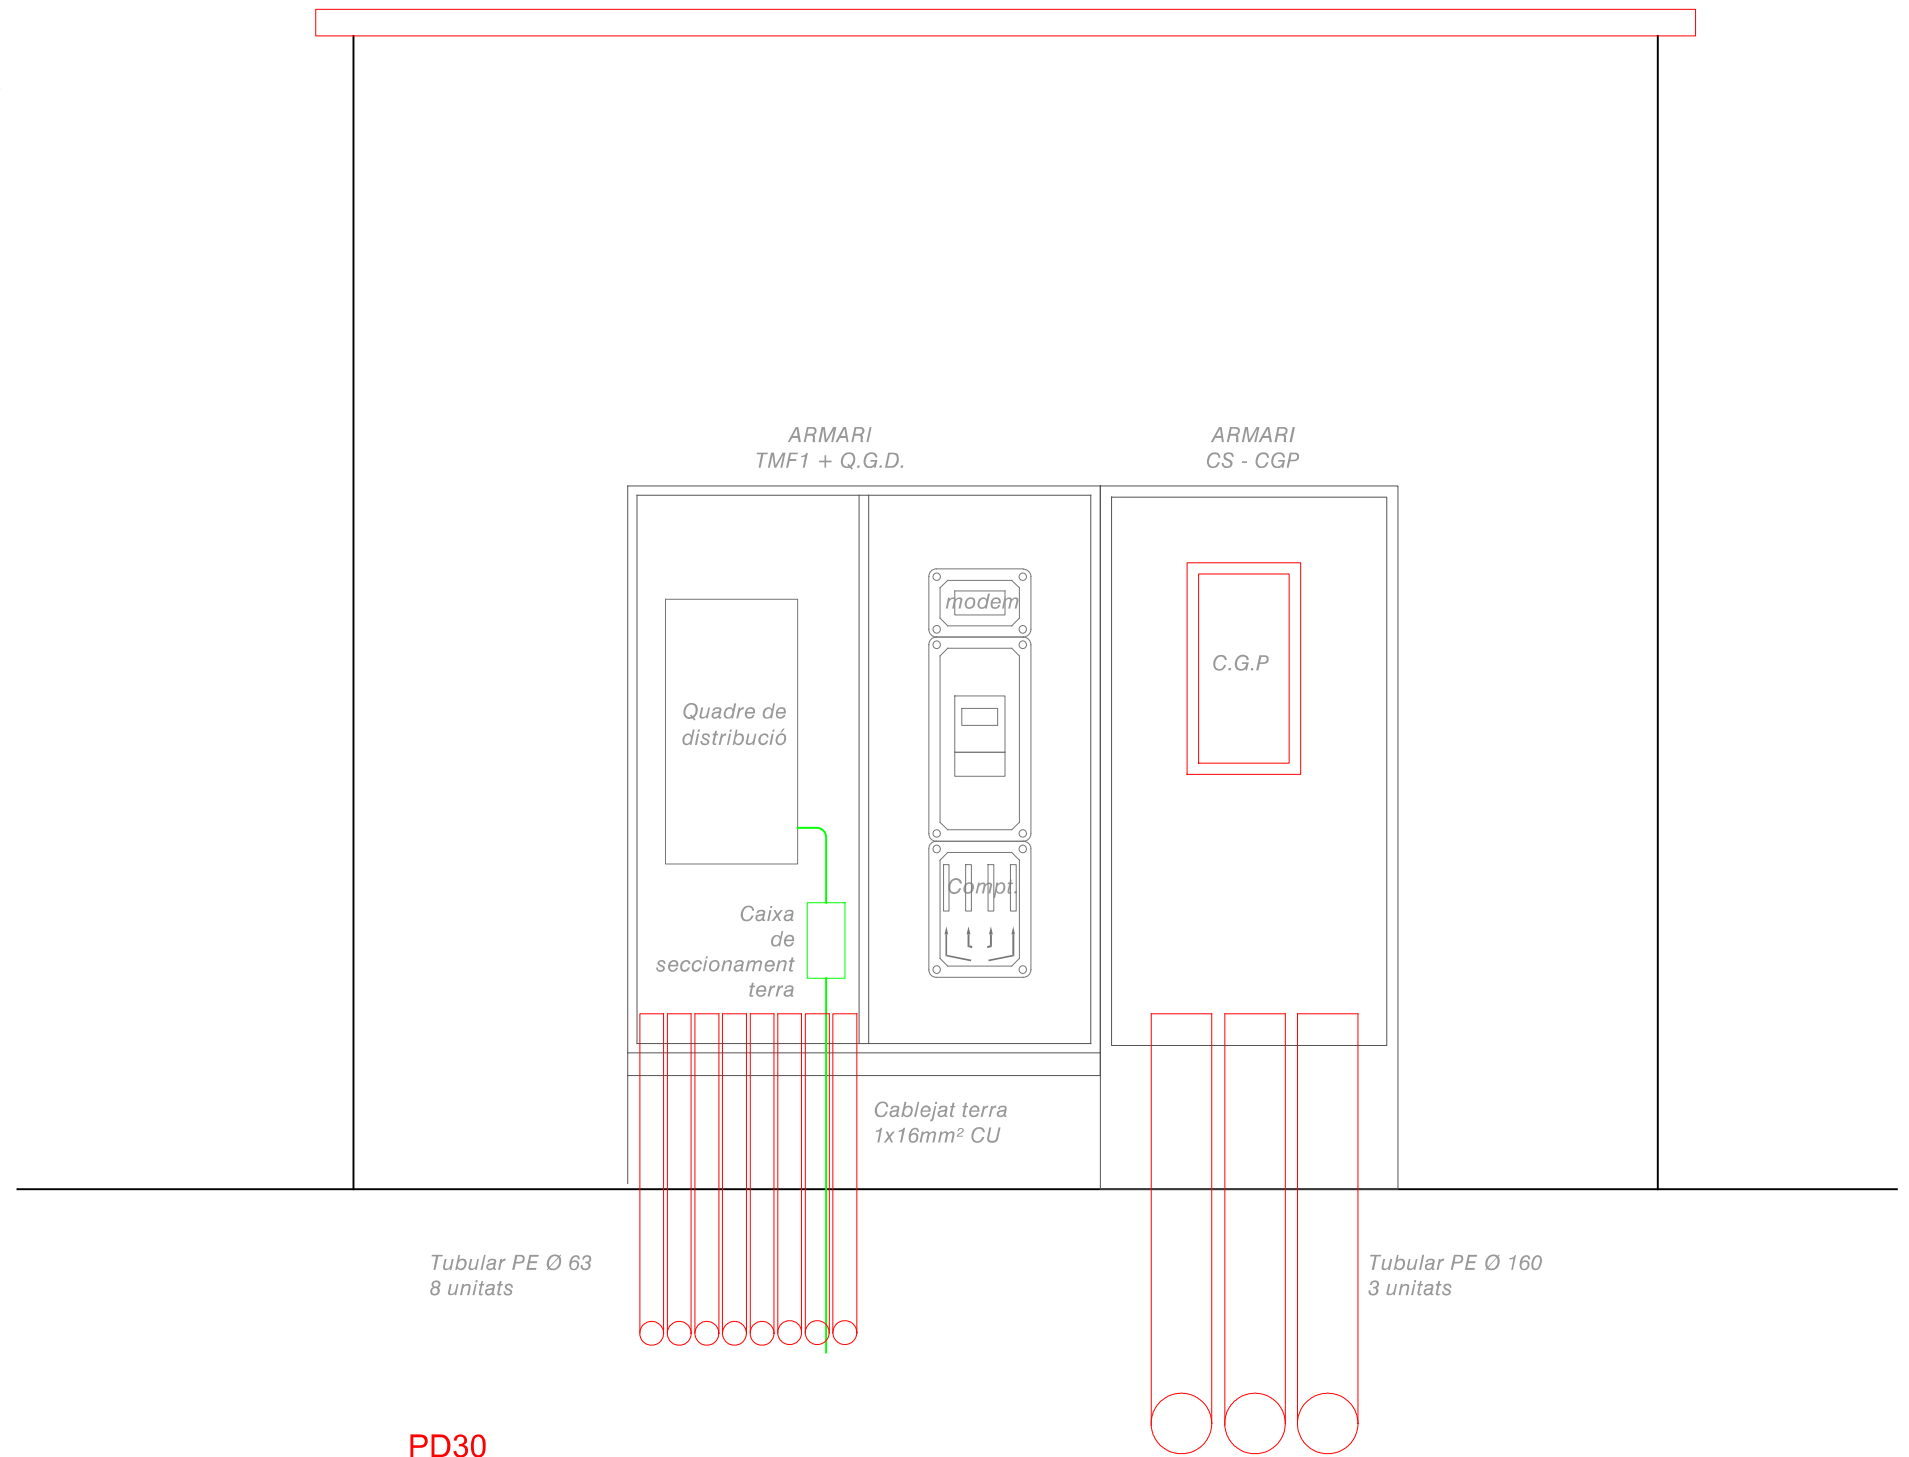 ARMARI
TMF1 + Q.G.D.
ARMARI
CS - CGP
modem
C.G.P
Quadre de
distribució
Compt.
Caixa
de
seccionament
terra
Cablejat terra
1x16mm² CU
Tubular PE Ø 63
8 unitats
Tubular PE Ø 160
3 unitats
PD30